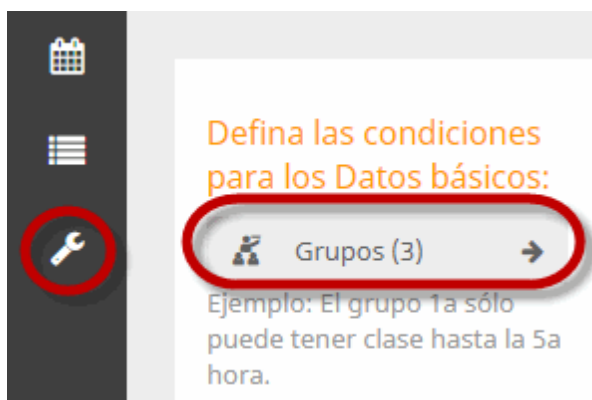 Defina las condiciones
para los Datos básicos:
Grupos (3)
Ejemplo: El grupo 1a sólo
puede tener clase hasta la 5a
hora.